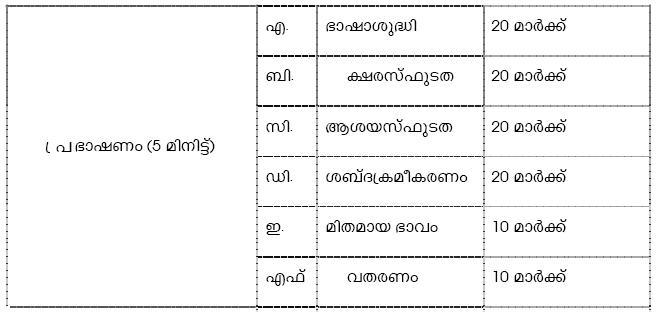 പ്രഭാഷണം (5 മിനിട്ട്)
എ. ഭാഷാശുദ്ധി 20 മാർക്ക്
ബി. ക്ഷരസ്ഫുടത 20 മാർക്ക്
സി. ആശയസ്ഫുടത 20 മാർക്ക്
ഡി. ശബ്ദക്രമീകരണം 20 മാർക്ക്
ഇ. മിതമായ ഭാവം 10 മാർക്ക്
എഫ് വതരണം 10 മാർക്ക്